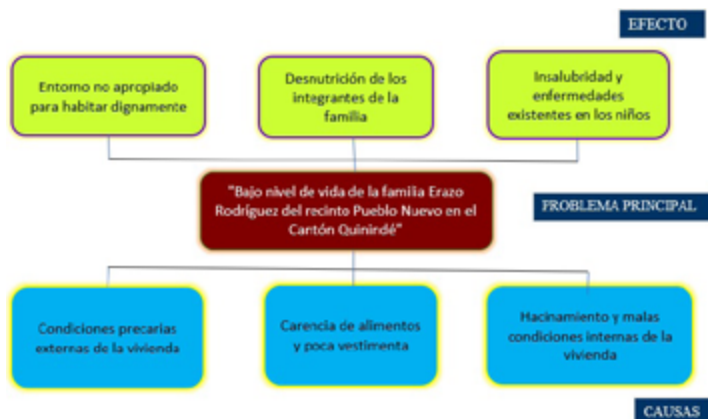 EFECTO
Entorno no apropiado
para habitar dignamente
Desnutrición de los
integrantes de la
familia
Insalubridad y
enfermedades
existentes en los niños
"Bajo nivel de vida de la familia Erazo
Rodríguez del recinto Pueblo Nuevo en el
Cantón Quinirdé"
PROBLEMA PRINCIPAL
Condiciones precarias
externas de la vivienda
Carencia de alimentos
y poca vestimenta
Hacinamiento y malas
condiciones internas de la
vivienda
CAUSAS